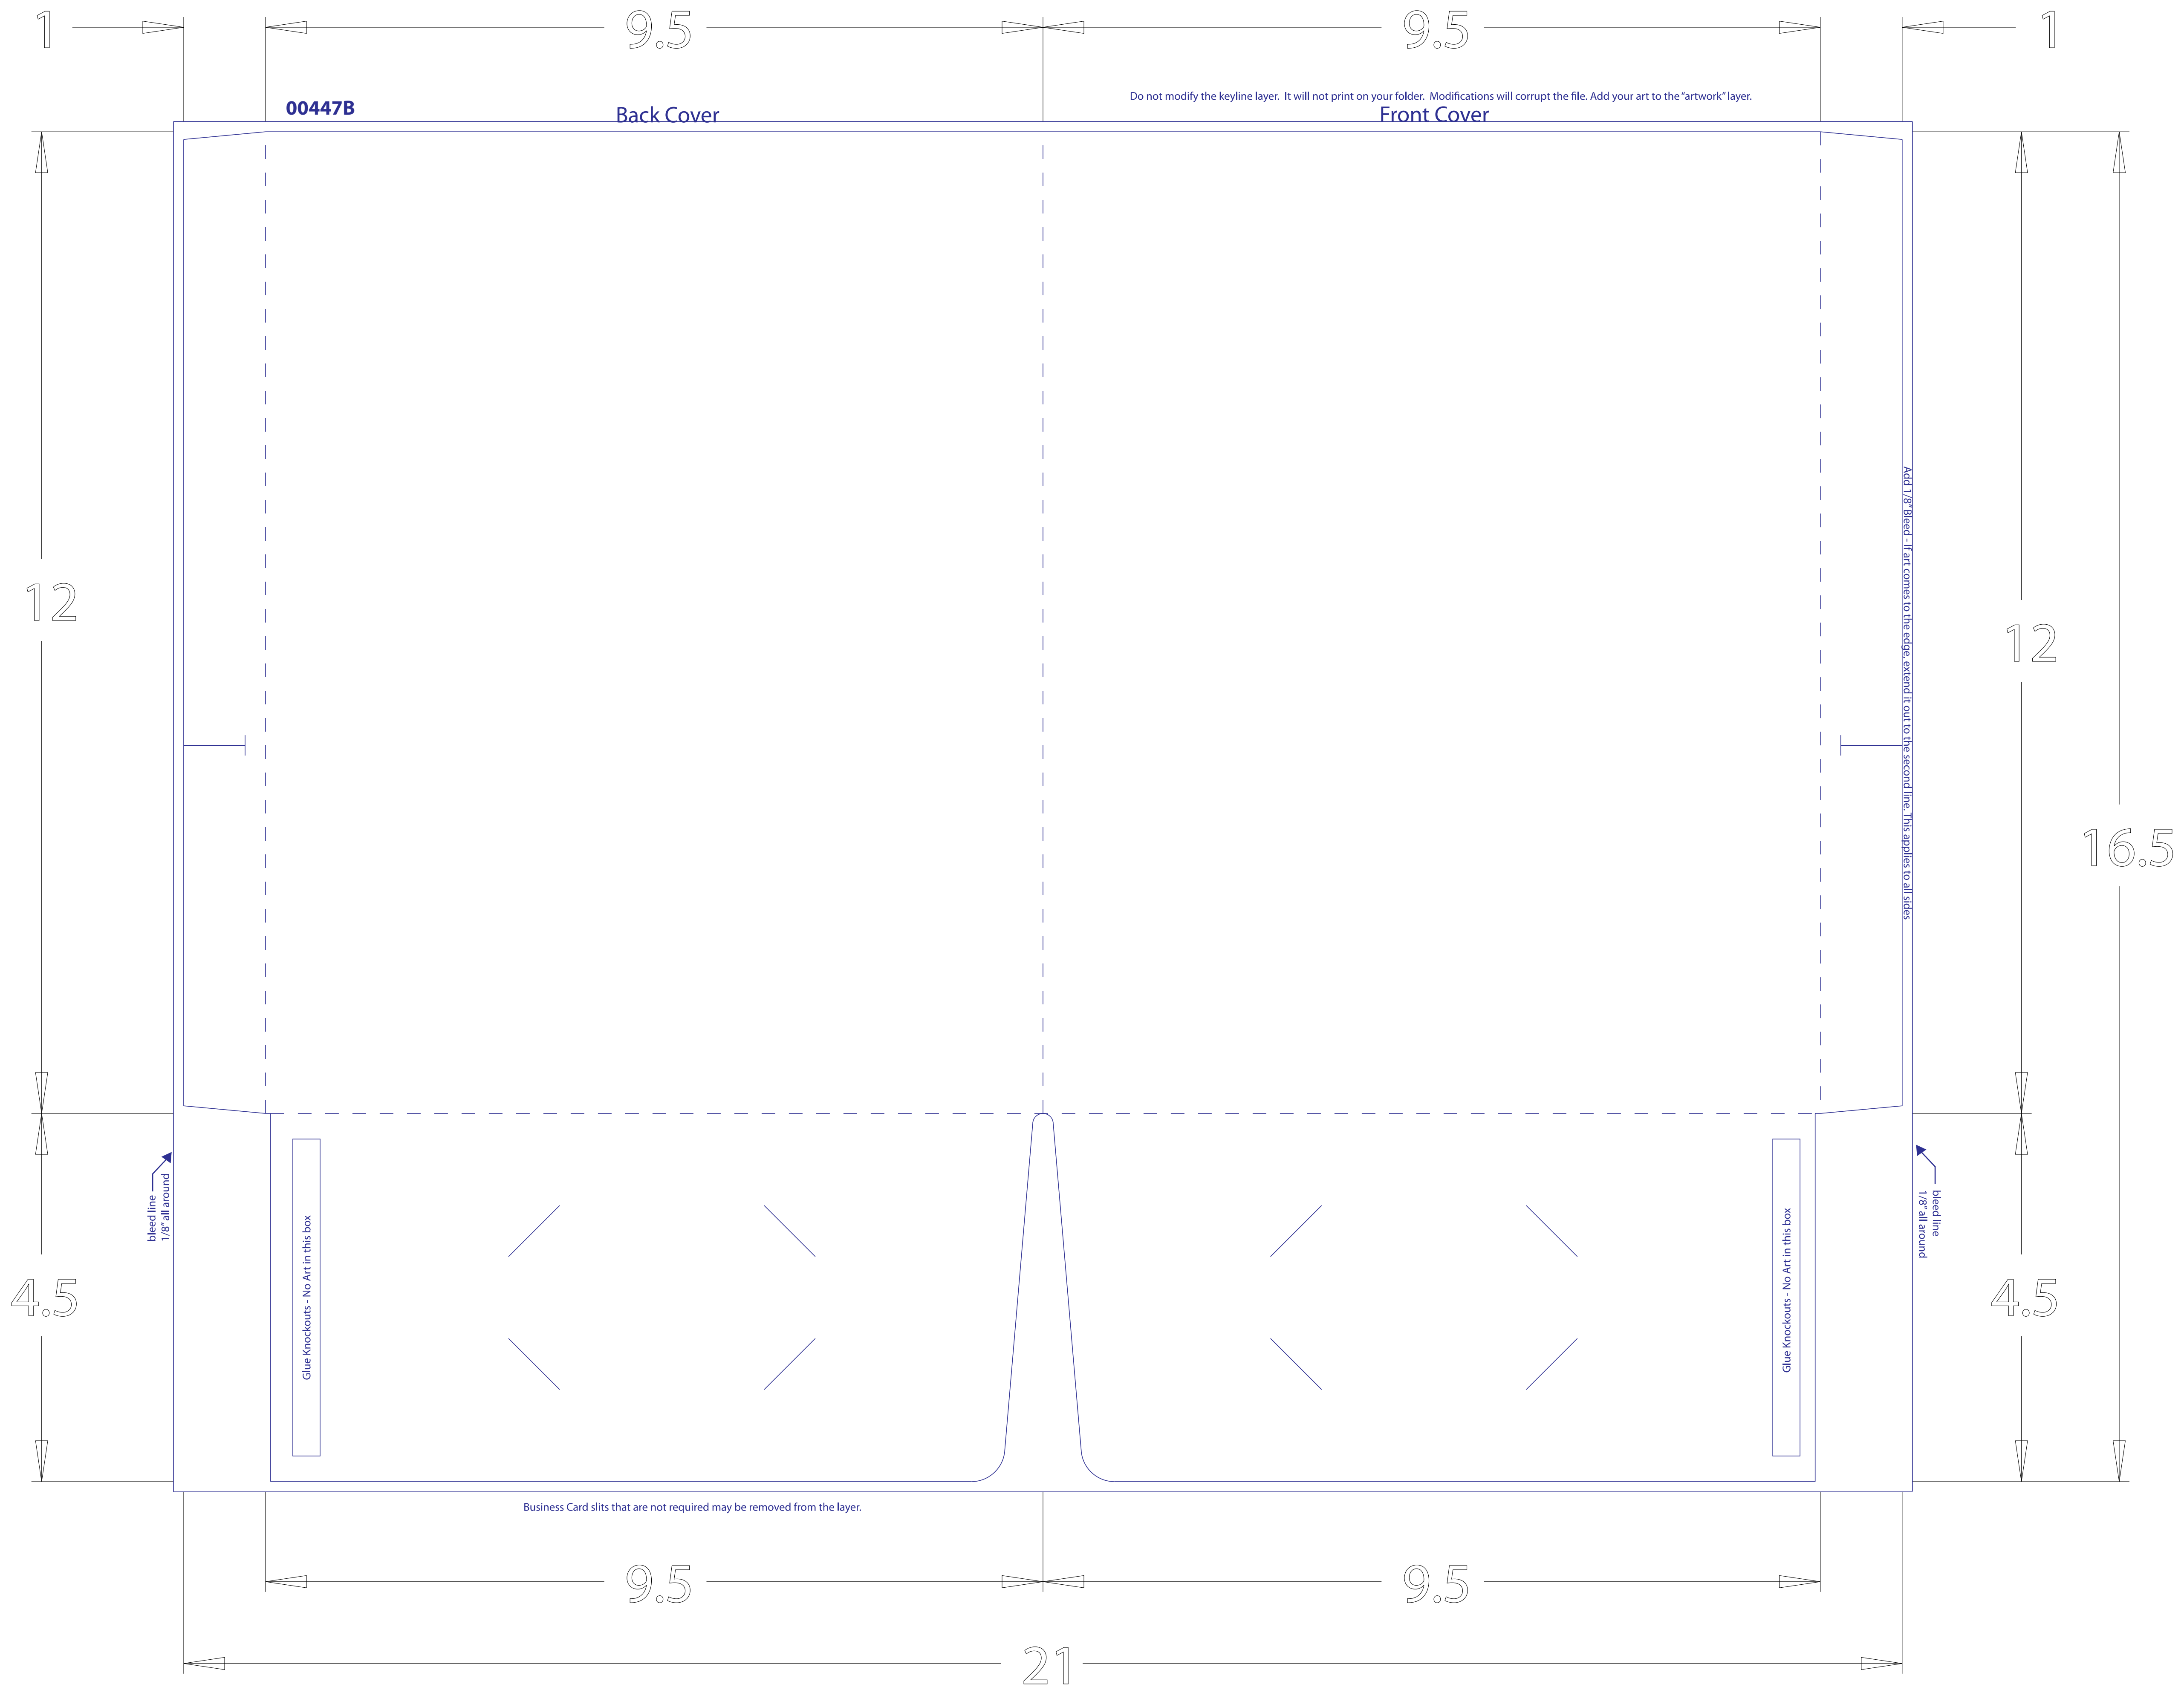 1
9.5
9.5
1
Do not modify the keyline layer.  It will not print on your folder.  Modifications will corrupt the file. Add your art to the “artwork” layer.
00447B
Back Cover
Front Cover
Add 1/8” Bleed - If art comes to the edge, extend it out to the second line. This applies to all sides
12
12
16.5
bleed line
1/8” all around
bleed line
1/8” all around
Glue Knockouts - No Art in this box
Glue Knockouts - No Art in this box
4.5
4.5
Business Card slits that are not required may be removed from the layer.
9.5
9.5
21